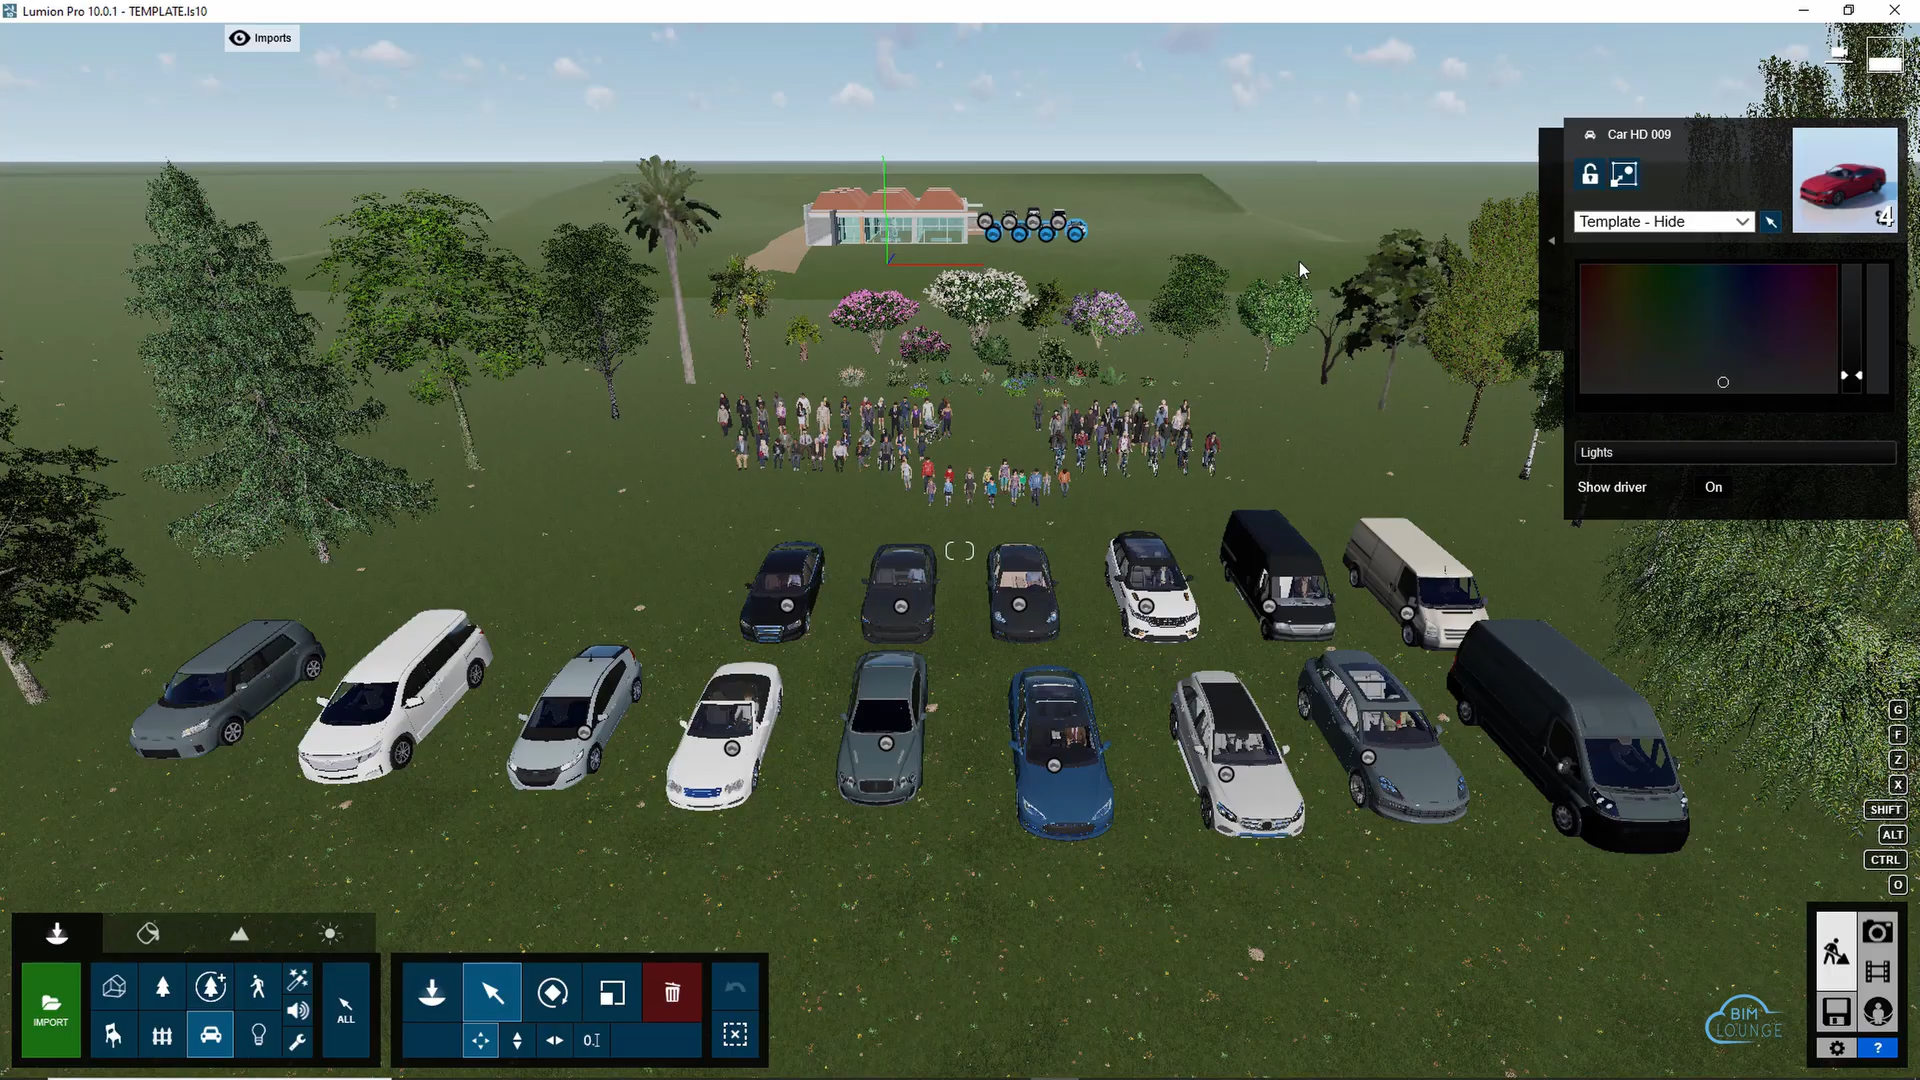 Lumion Pro 10.0.1 - TEMPLATE.ls10
Imports
Car HD 009
4
Template - Hide
Lights
Show driver On
G
F
Z
X
SHIFT
ALT
CTRL
O
IMPORT
ALL
BIM
LOUNGE
?